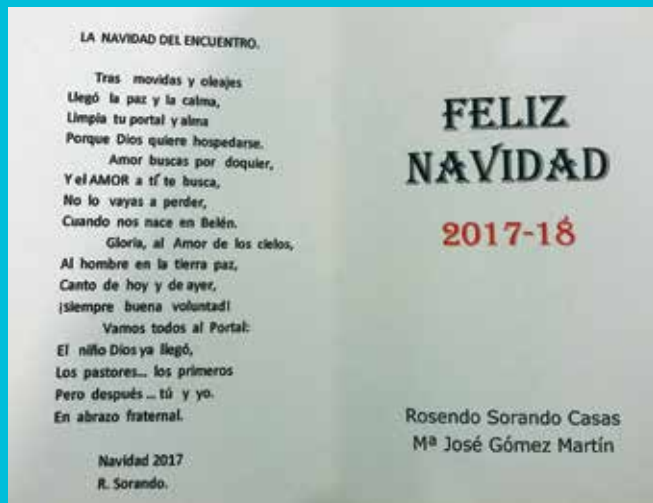 LA NAVIDAD DEL ENCUENTRO.
Tras movidas y oleajes
Llegó la paz y la calma,
Limpia tu portal y alma
Porque Dios quiere hospedarse.
Amor buscas por doquier,
Y el AMOR a tí te busca,
No lo vayas a perder,
Cuando nos nace en Belén.
Gloria, al Amor de los cielos,
Al hombre en la tierra paz,
Canto de hoy y de ayer,
¡siempre buena voluntad!
Vamos todos al Portal:
El niño Dios ya llegó,
Los pastores... los primeros
Pero después ... tú y yo.
En abrazo fraternal.
Navidad 2017
R. Sorando.
FELIZ
NAVIDAD
2017-18
Rosendo Sorando Casas
Mª José Gómez Martín